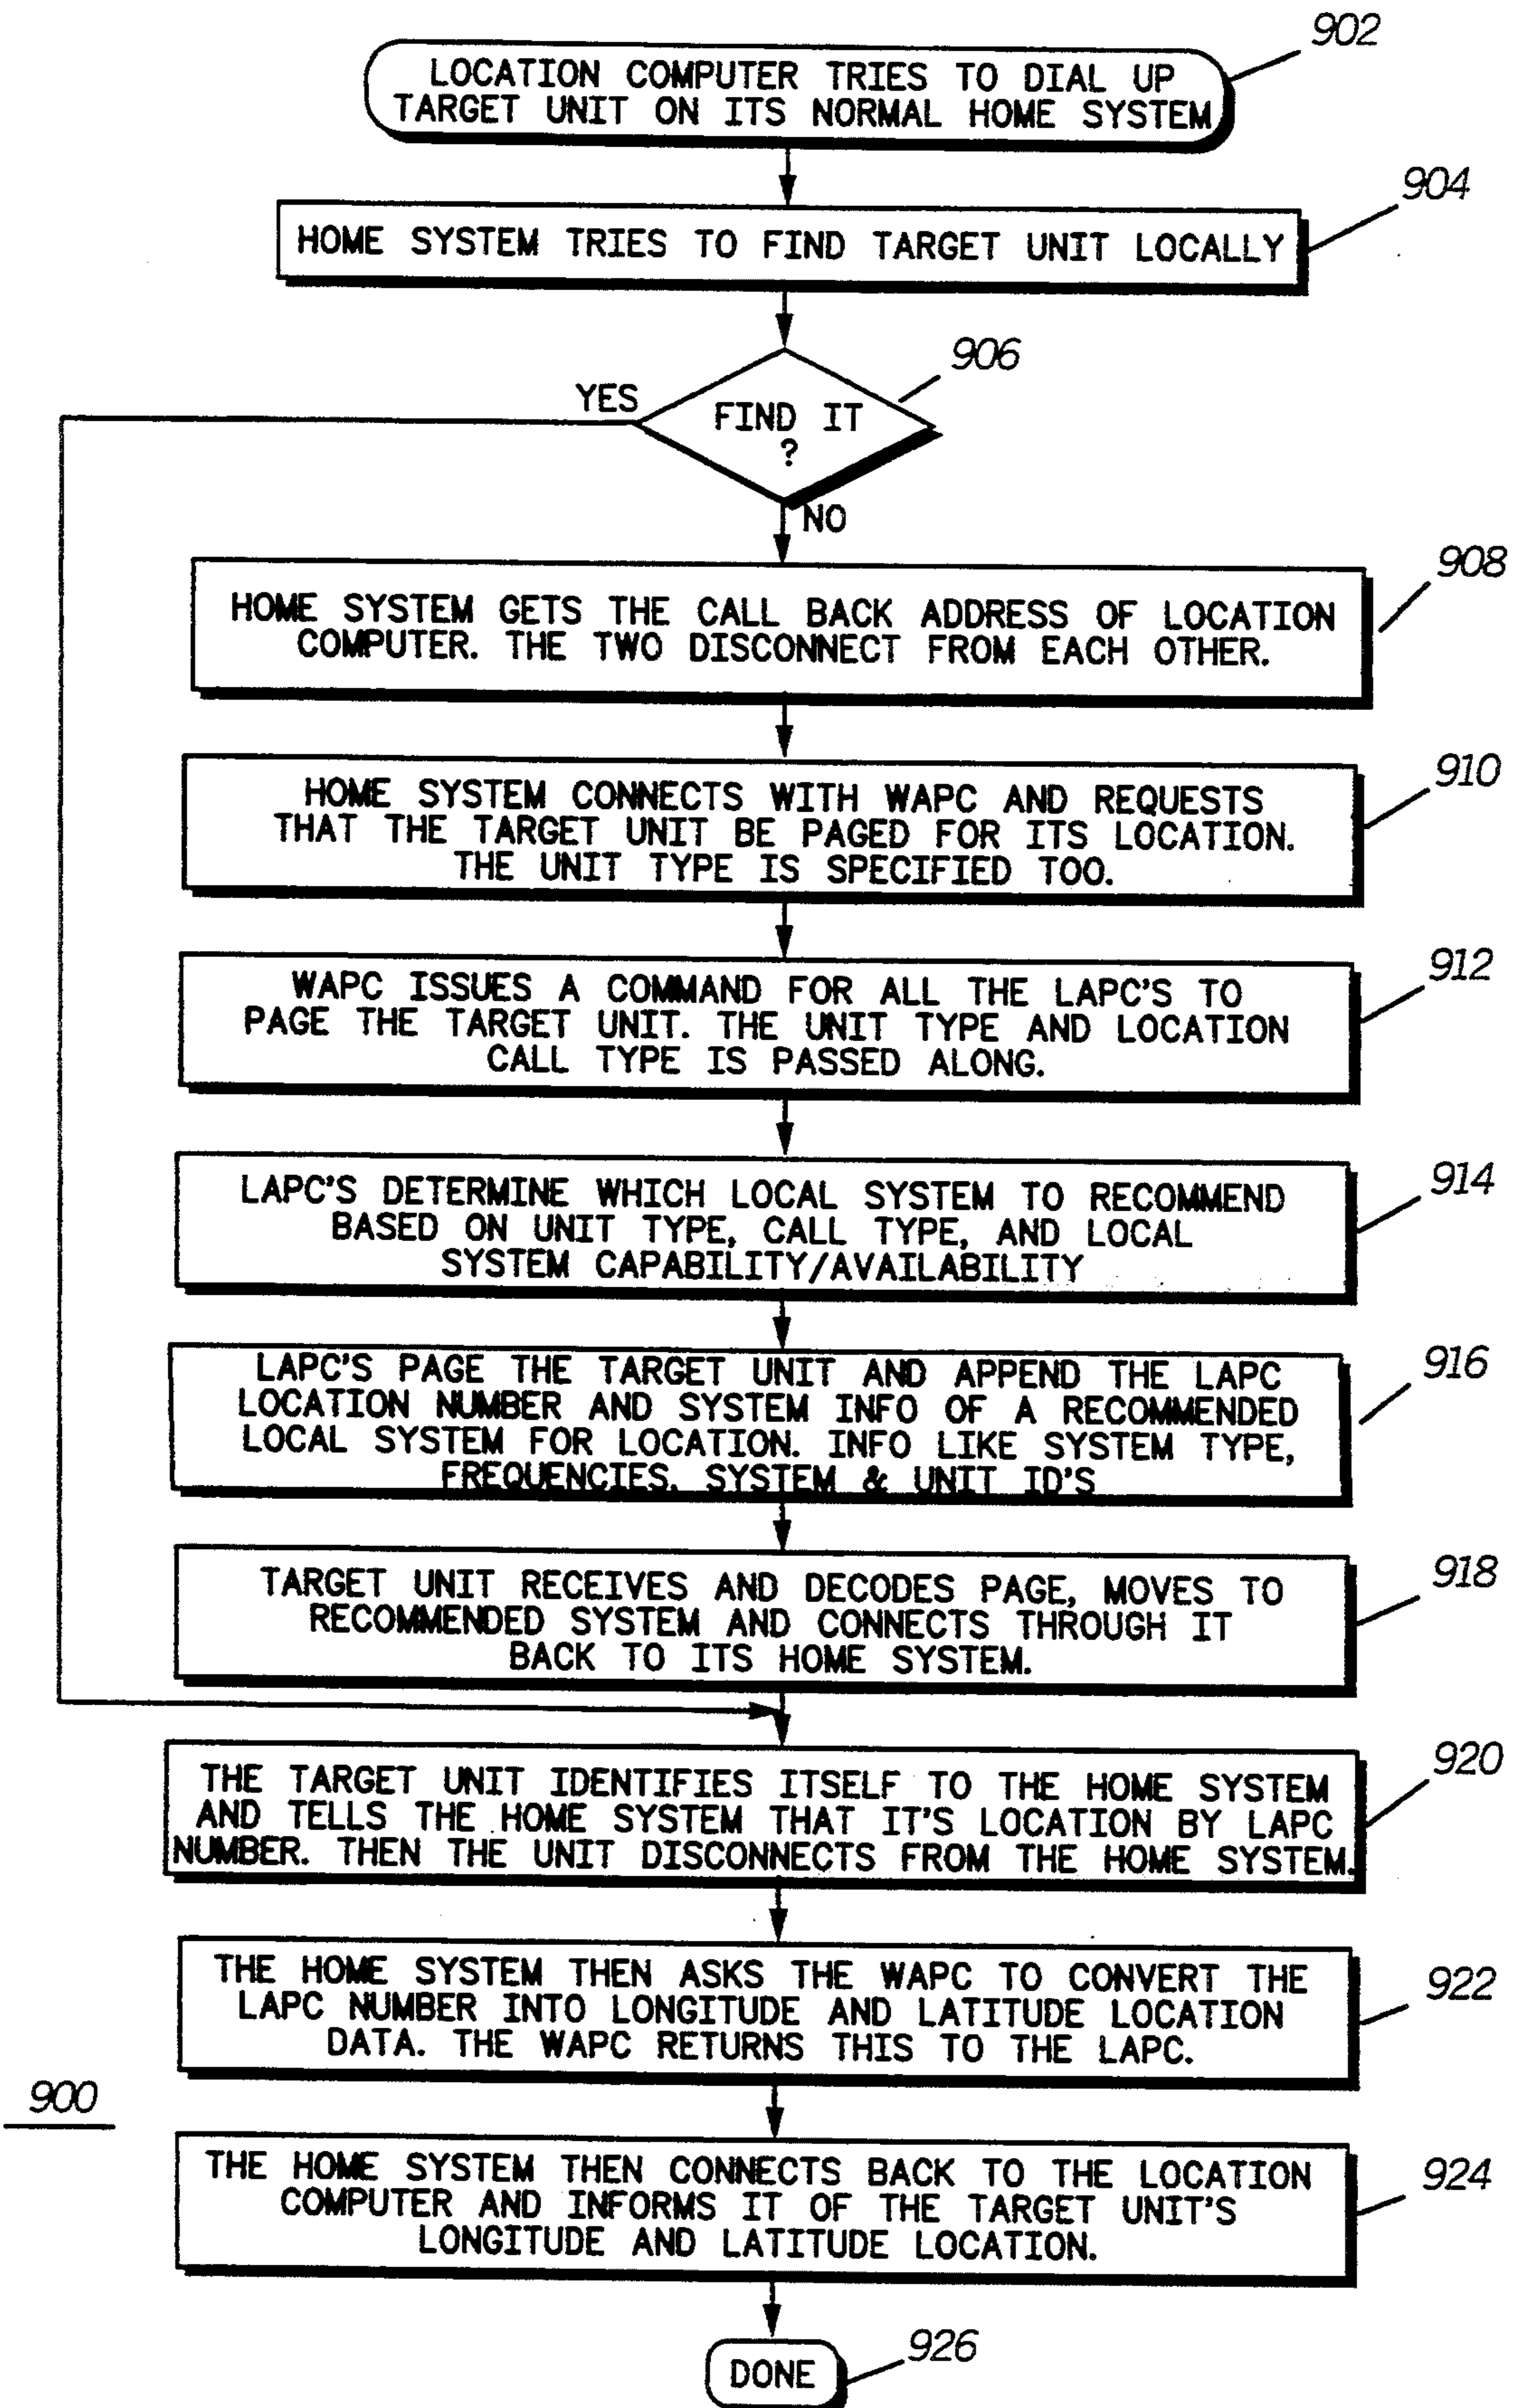 902
LOCATION COMPUTER TRIES TO DIAL UP
TARGET UNIT ON ITS NORMAL HOME SYSTEM
904
HOME SYSTEM TRIES TO FIND TARGET UNIT LOCALLY
906
YES
FIND IT
?
NO
908
HOME SYSTEM GETS THE CALL BACK ADDRESS OF LOCATION
COMPUTER. THE TWO DISCONNECT FROM EACH OTHER.
910
HOME SYSTEM CONNECTS WITH WAPC AND REQUESTS
THAT THE TARGET UNIT BE PAGED FOR ITS LOCATION.
THE UNIT TYPE IS SPECIFIED TOO.
912
WAPC ISSUES A COMMAND FOR ALL THE LAPC'S TO
PAGE THE TARGET UNIT. THE UNIT TYPE AND LOCATION
CALL TYPE IS PASSED ALONG.
914
LAPC'S DETERMINE WHICH LOCAL SYSTEM TO RECOMMEND
BASED ON UNIT TYPE, CALL TYPE, AND LOCAL
SYSTEM CAPABILITY/AVAILABILITY
916
LAPC'S PAGE THE TARGET UNIT AND APPEND THE LAPC
LOCATION NUMBER AND SYSTEM INFO OF A RECOMMENDED
LOCAL SYSTEM FOR LOCATION. INFO LIKE SYSTEM TYPE,
FREQUENCIES, SYSTEM & UNIT ID'S
918
TARGET UNIT RECEIVES AND DECODES PAGE, MOVES TO
RECOMMENDED SYSTEM AND CONNECTS THROUGH IT
BACK TO ITS HOME SYSTEM.
920
THE TARGET UNIT IDENTIFIES ITSELF TO THE HOME SYSTEM
AND TELLS THE HOME SYSTEM THAT IT'S LOCATION BY LAPC
NUMBER. THEN THE UNIT DISCONNECTS FROM THE HOME SYSTEM.
922
THE HOME SYSTEM THEN ASKS THE WAPC TO CONVERT THE
LAPC NUMBER INTO LONGITUDE AND LATITUDE LOCATION
DATA. THE WAPC RETURNS THIS TO THE LAPC.
900
924
THE HOME SYSTEM THEN CONNECTS BACK TO THE LOCATION
COMPUTER AND INFORMS IT OF THE TARGET UNIT'S
LONGITUDE AND LATITUDE LOCATION.
926
DONE